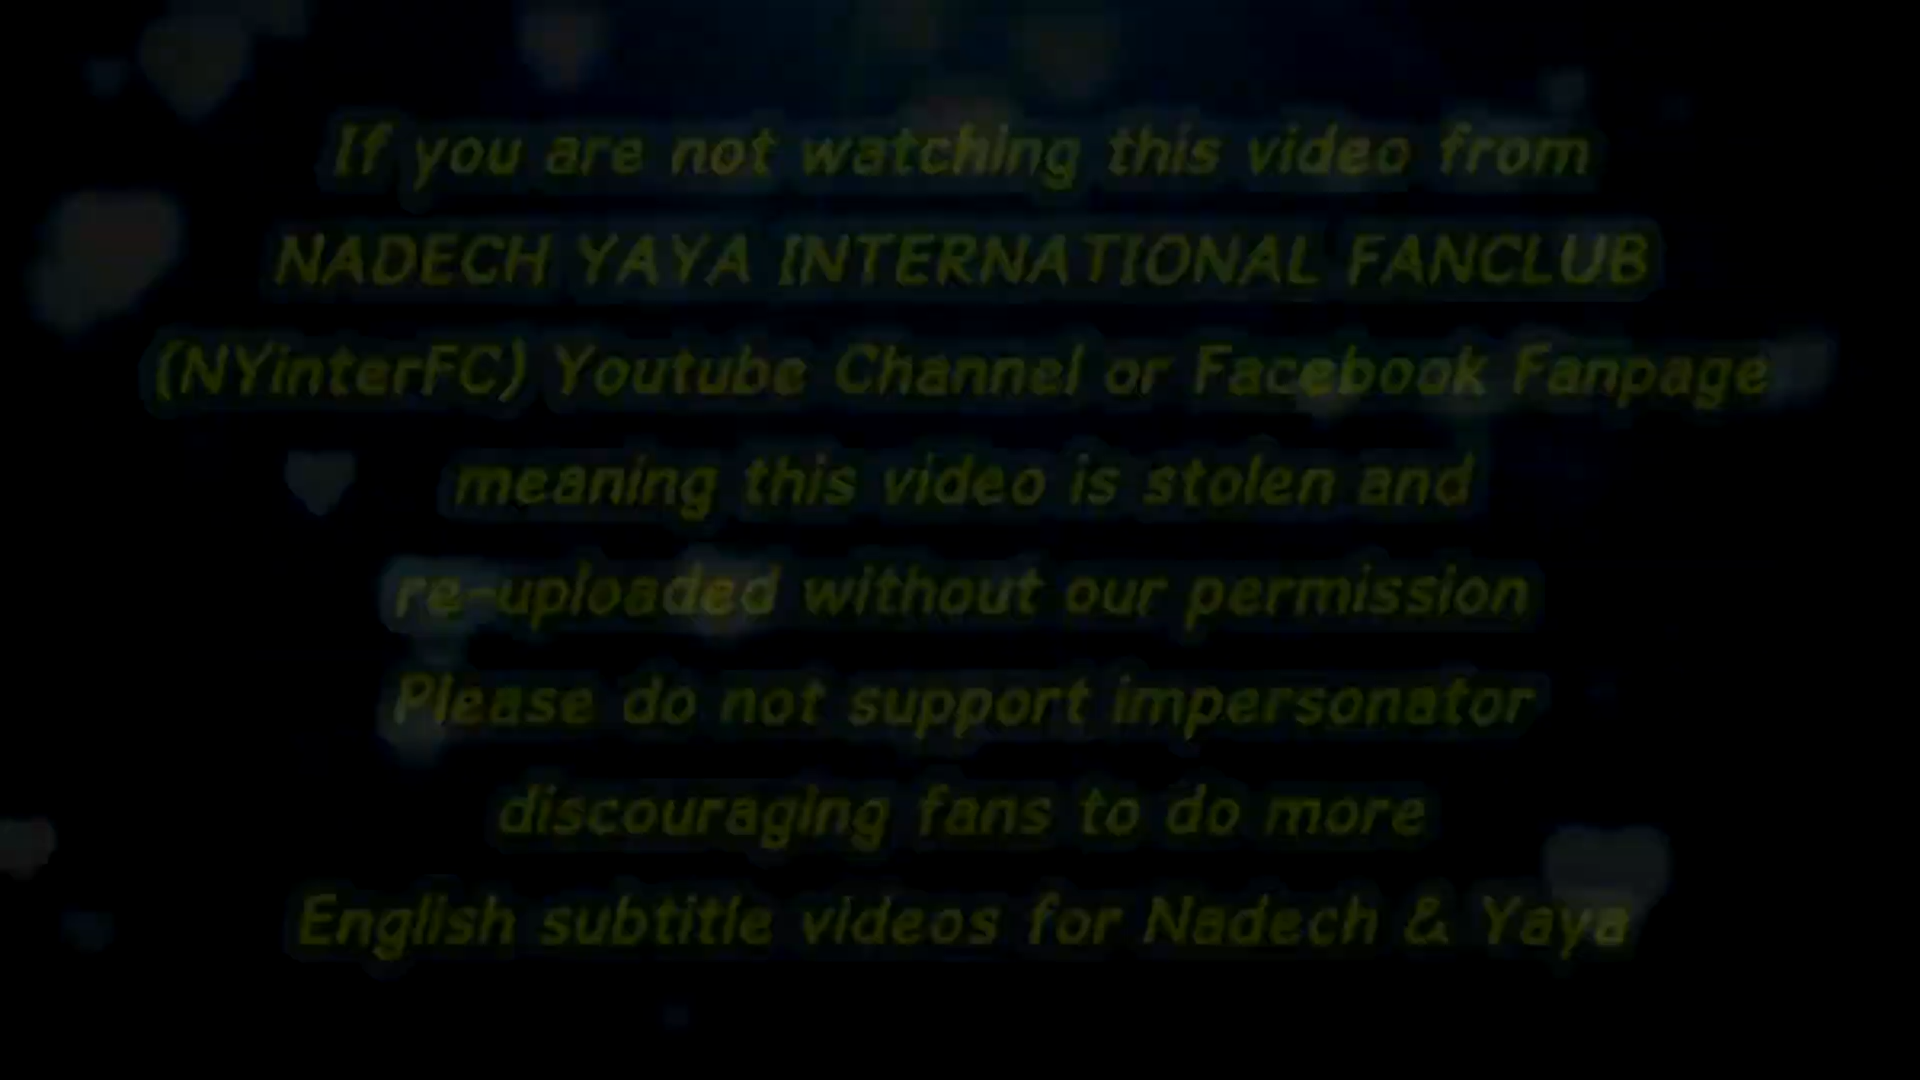 If you are not watching this video from
NADECH YAYA INTERNATIONAL FANCLUB
(NYinterFC) Youtube Channel or Facebook Fanpage
meaning this video is stolen and
re-uploaded without our permission
Please do not support impersonator
discouraging fans to do more
English subtitle videos for Nadech & Yaya